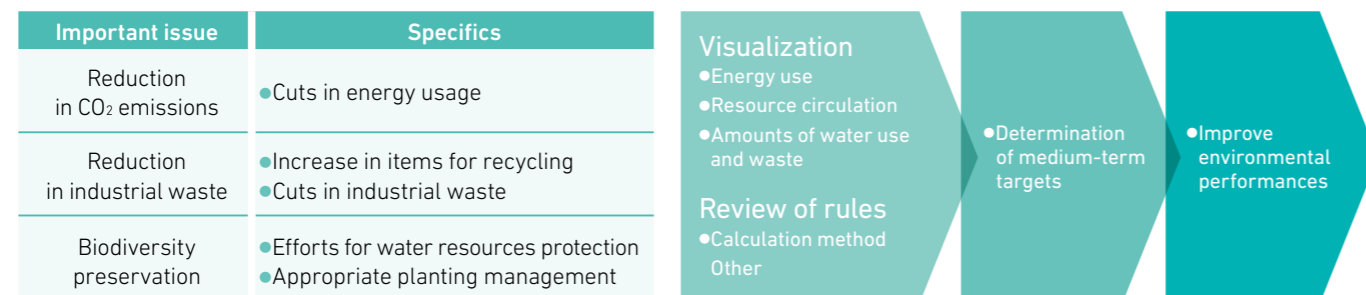 Important issue
Specifics
Reduction
in CO₂ emissions
●Cuts in energy usage
Reduction
in industrial waste
●Increase in items for recycling
●Cuts in industrial waste
Biodiversity
preservation
●Efforts for water resources protection
●Appropriate planting management
Visualization
●Energy use
●Resource circulation
●Amounts of water use
and waste
Review of rules
●Calculation method
Other
●Determination
of medium-term
targets
●Improve
environmental
performances